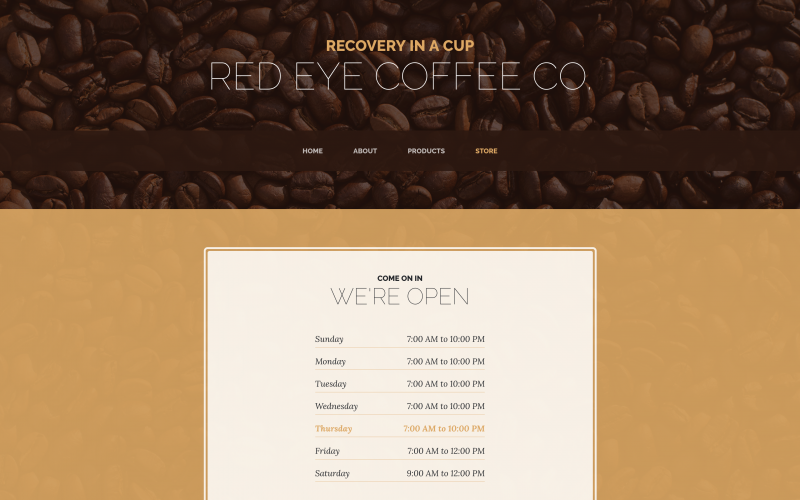 RECOVERY IN A CUP
RED EYE COFFEE CO.
HOME ABOUT PRODUCTS STORE
COME ON IN
WE'RE OPEN
Sunday 7:00 AM to 10:00 PM
Monday 7:00 AM to 10:00 PM
Tuesday 7:00 AM to 10:00 PM
Wednesday 7:00 AM to 10:00 PM
Thursday 7:00 AM to 10:00 PM
Friday 7:00 AM to 12:00 PM
Saturday 9:00 AM to 12:00 PM